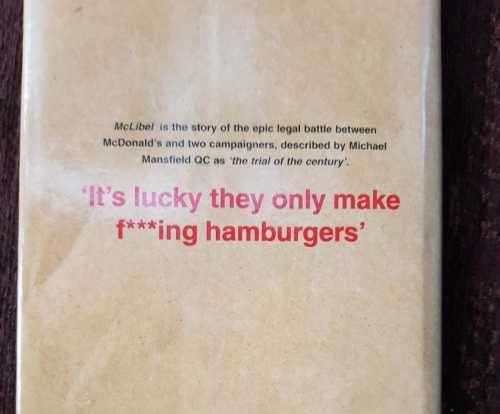 McLibel is the story of the epic legal battle between
McDonald's and two campaigners, described by Michael
Mansfield QC as 'the trial of the century'.
'It's lucky they only make
f***ing hamburgers'